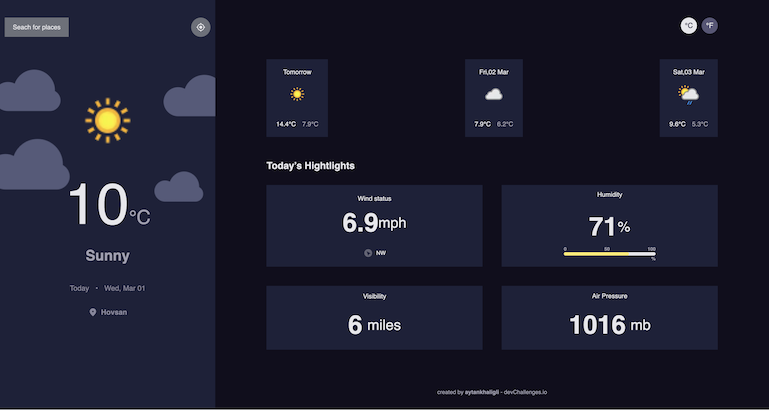 Seach for places
°C °F
10°C
Sunny
Today • Wed, Mar 01
Hovsan
Tomorrow
14.4°C 7.9°C
Fri,02 Mar
7.9°C 6.2°C
Sat,03 Mar
9.6°C 5.3°C
Today's Hightlights
Wind status
6.9mph
NW
Humidity
71%
0 50 100
%
Visibility
6 miles
Air Pressure
1016 mb
created by aytankhaligli - devChallenges.io